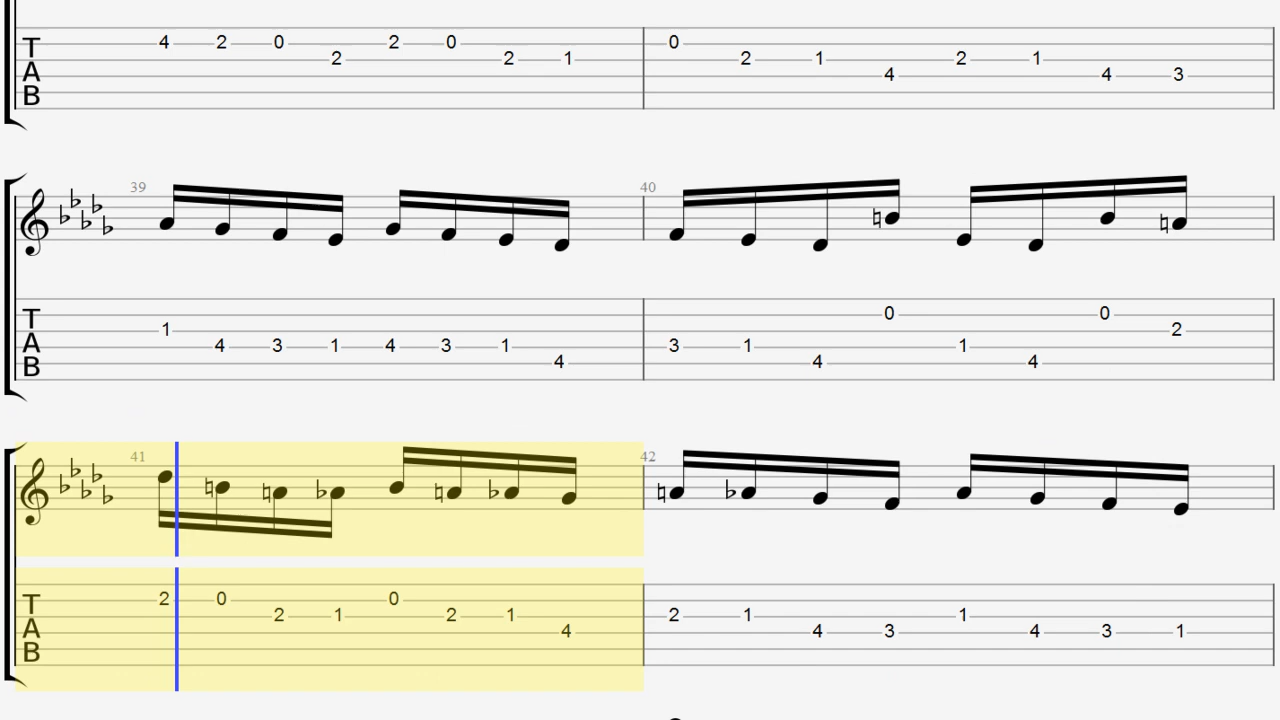 4 2 0 2 0 0
T 2 2 1 2 1 2 1
A 4 4 3
B
39 40
0 0
T 1 2
A 4 3 1 4 3 1 3 1 1
B 4 4 4
41 42
2 0 0
T 2 1 2 1 2 1 1
A 4 4 3 4 3 1
B